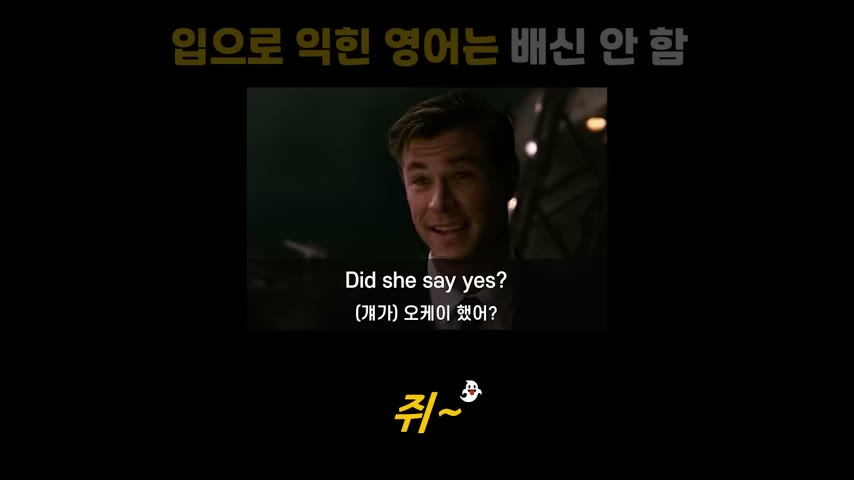 입으로 익힌 영어는 배신 안 함
Did she say yes?
(걔가) 오케이 했어?
쥐~